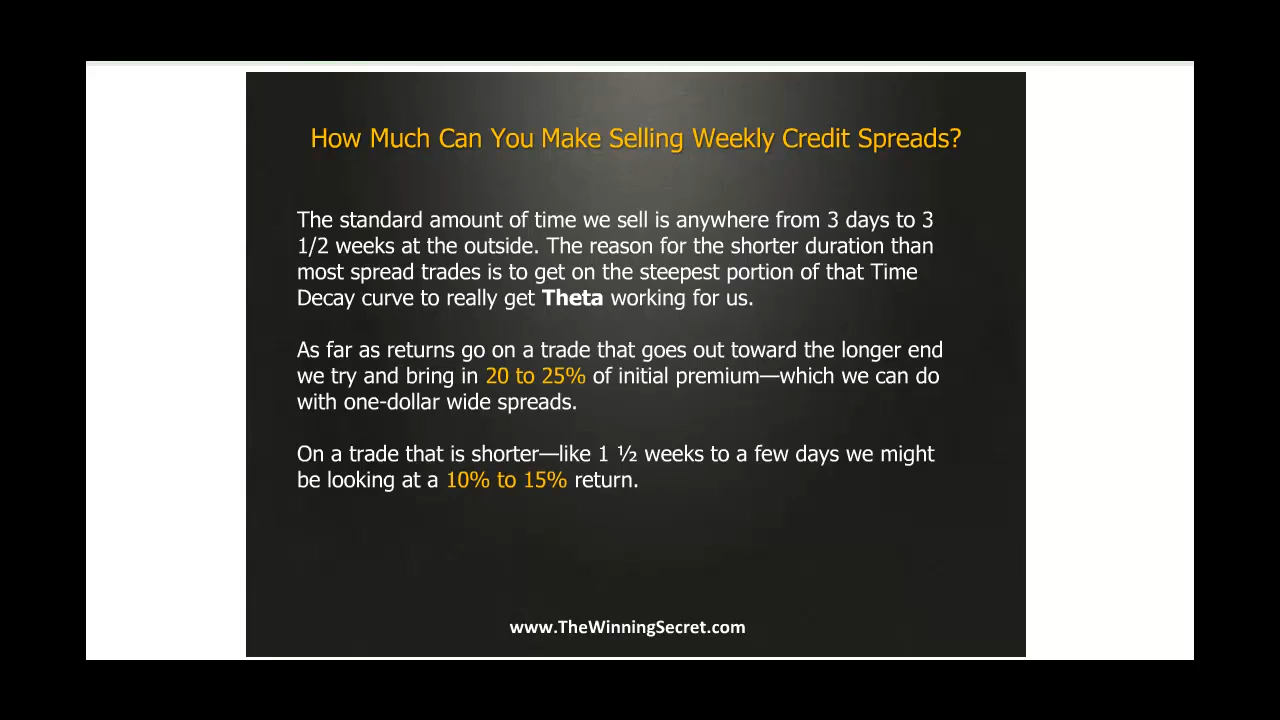 How Much Can You Make Selling Weekly Credit Spreads?
The standard amount of time we sell is anywhere from 3 days to 3
1/2 weeks at the outside. The reason for the shorter duration than
most spread trades is to get on the steepest portion of that Time
Decay curve to really get Theta working for us.
As far as returns go on a trade that goes out toward the longer end
we try and bring in 20 to 25% of initial premium—which we can do
with one-dollar wide spreads.
On a trade that is shorter—like 1 ½ weeks to a few days we might
be looking at a 10% to 15% return.
www.TheWinningSecret.com